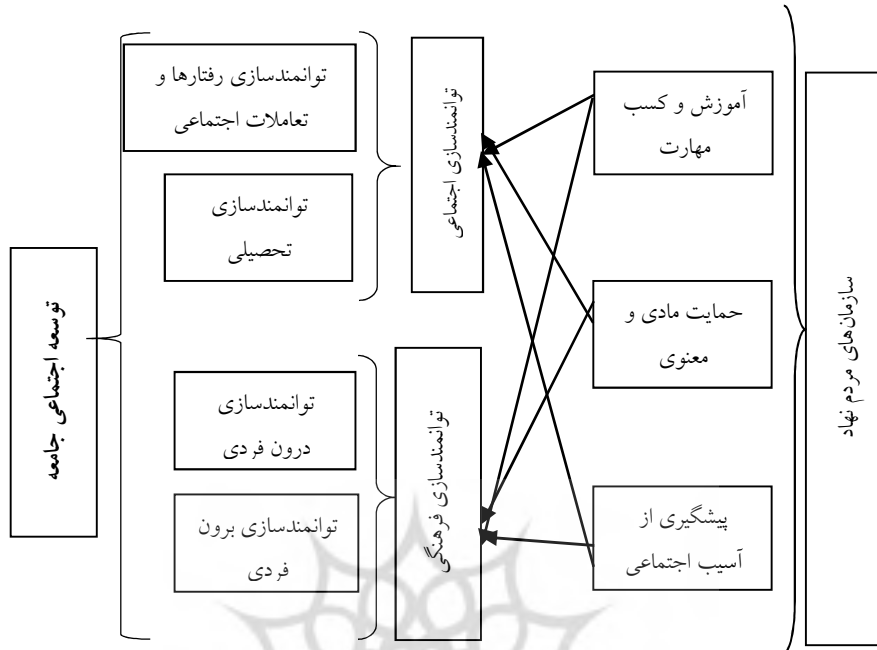 سازمان‌های مردم نهاد
آموزش و کسب
مهارت
حمایت مادی و
معنوی
پیشگیری از
آسیب اجتماعی
توانمندسازی اجتماعی
توانمندسازی فرهنگی
توانمندسازی رفتارها و
تعاملات اجتماعی
توانمندسازی
تحصیلی
توانمندسازی
درون فردی
توانمندسازی برون
فردی
توسعه اجتماعی جامعه